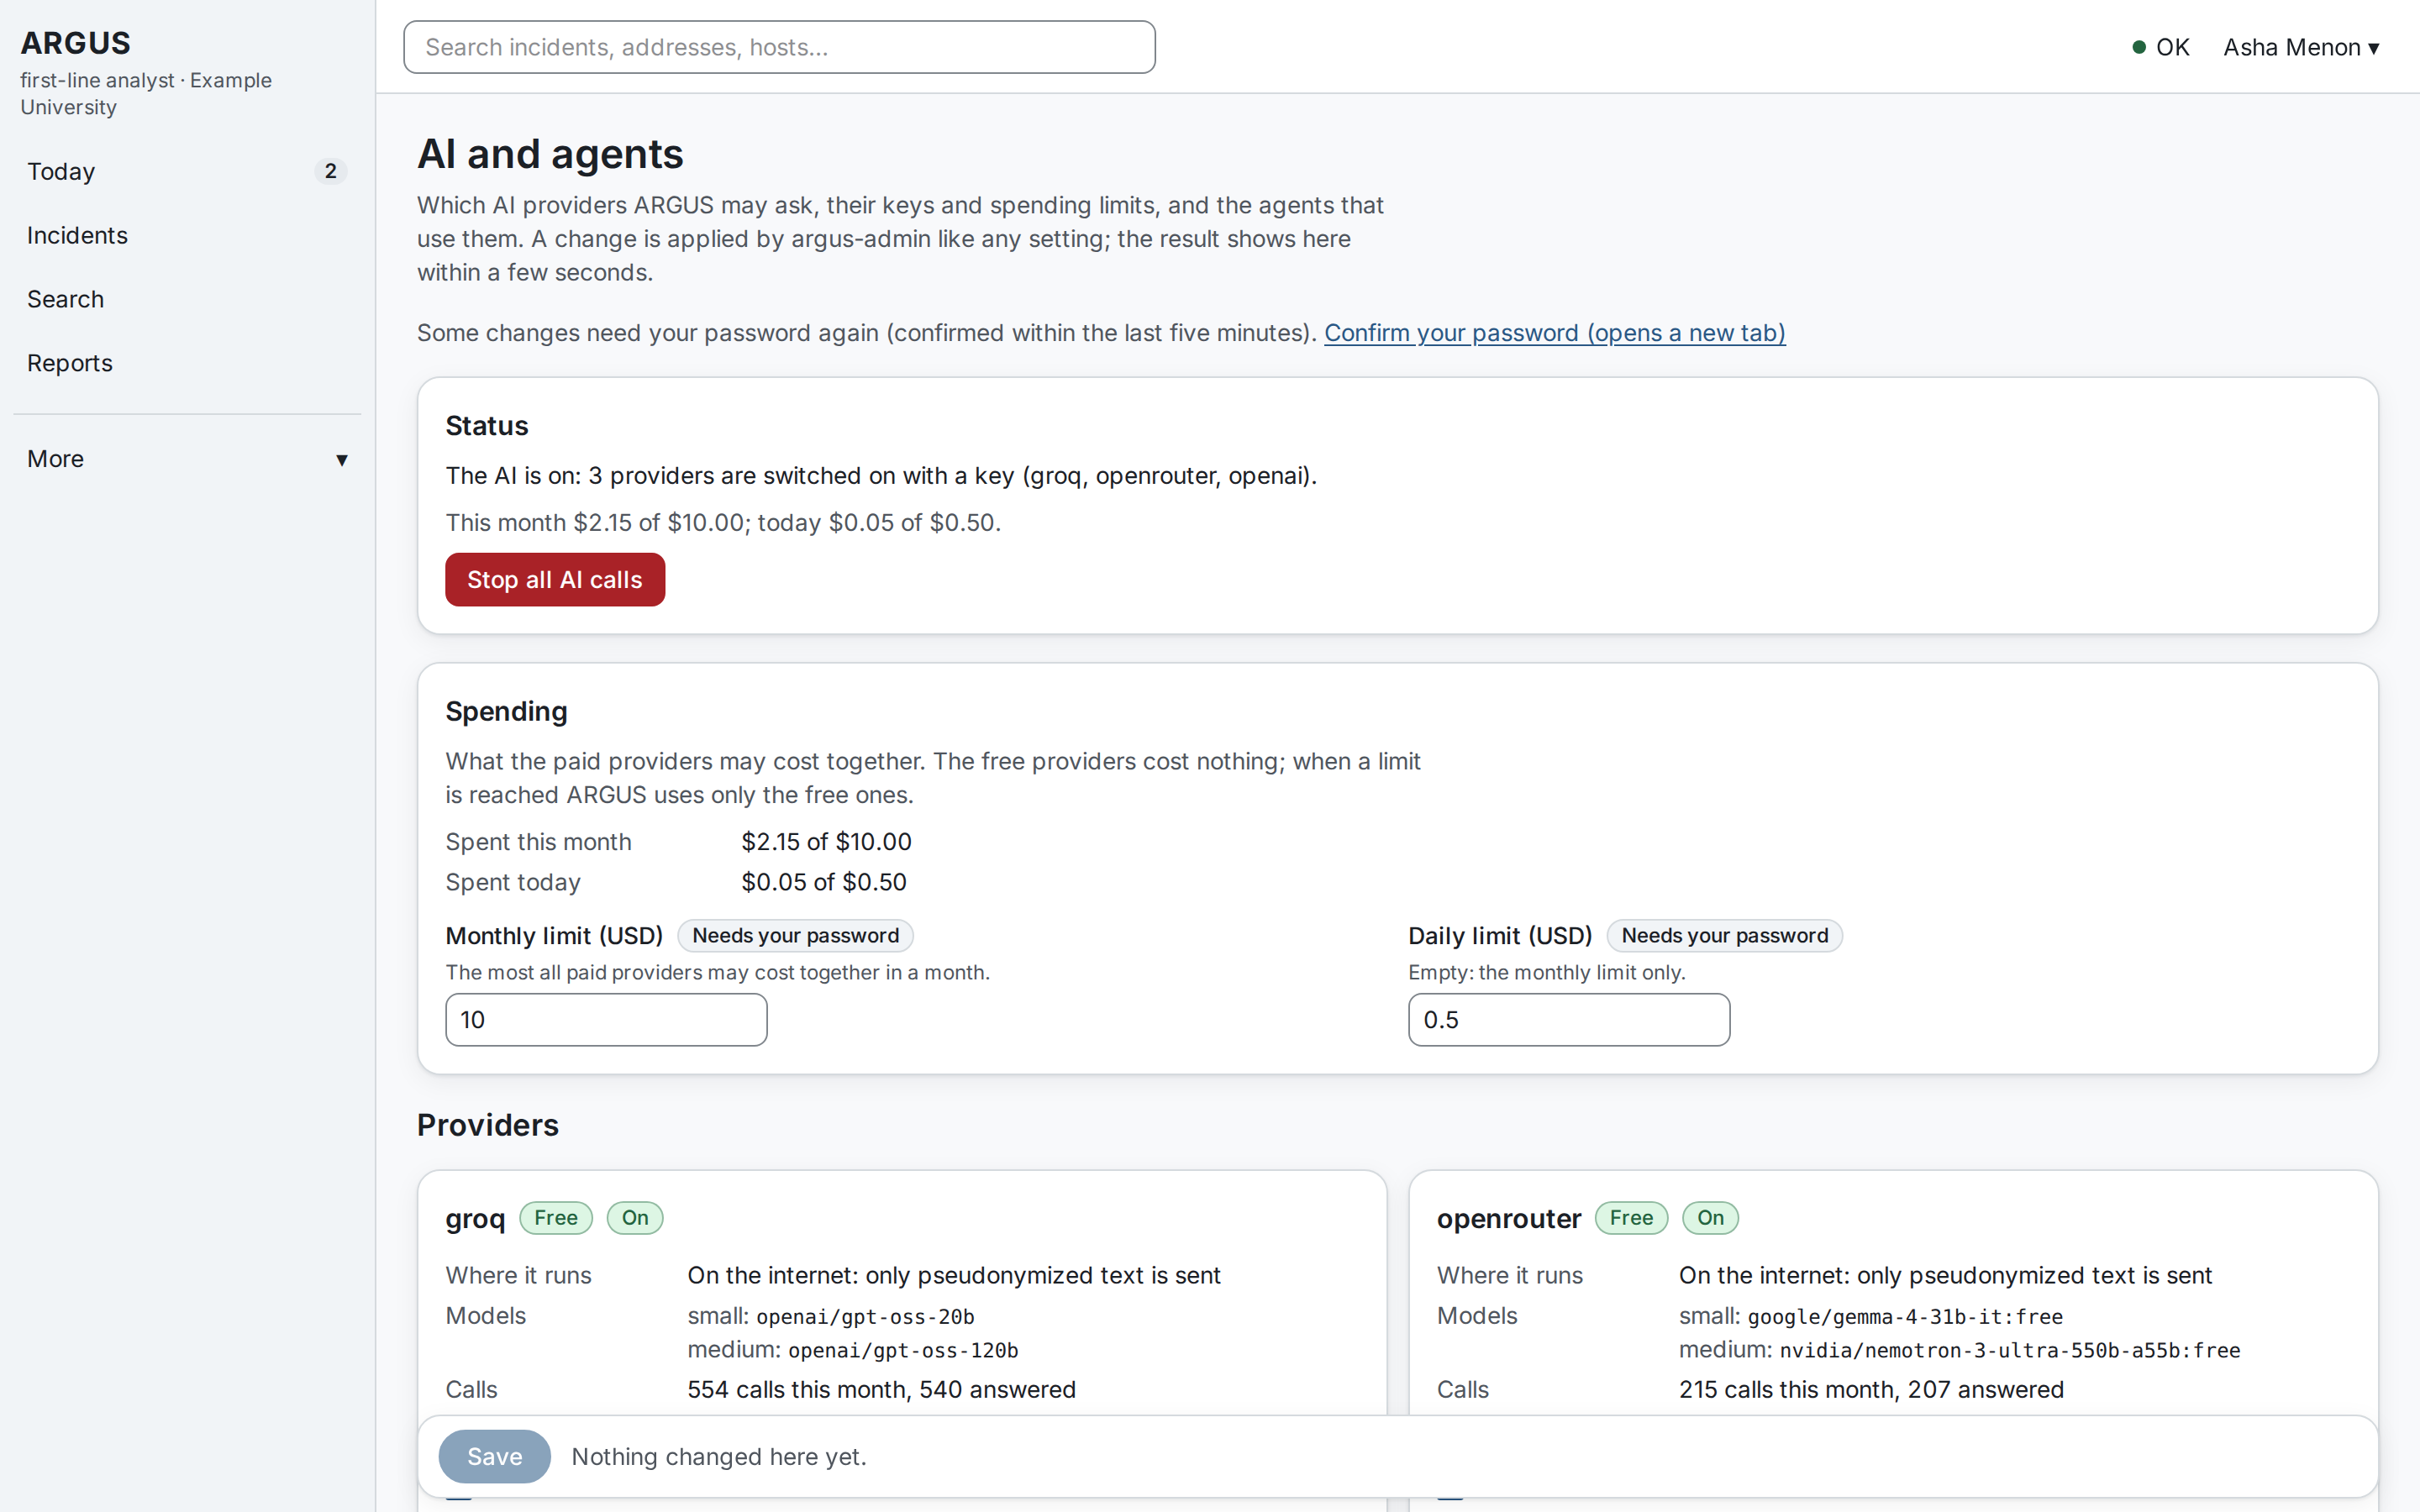 ARGUS
first-line analyst · Example
University
Today 2
Incidents
Search
Reports
More ▾
Search incidents, addresses, hosts...
OK
Asha Menon ▾
AI and agents
Which AI providers ARGUS may ask, their keys and spending limits, and the agents that
use them. A change is applied by argus-admin like any setting; the result shows here
within a few seconds.
Some changes need your password again (confirmed within the last five minutes). Confirm your password (opens a new tab)
Status
The AI is on: 3 providers are switched on with a key (groq, openrouter, openai).
This month $2.15 of $10.00; today $0.05 of $0.50.
Stop all AI calls
Spending
What the paid providers may cost together. The free providers cost nothing; when a limit
is reached ARGUS uses only the free ones.
Spent this month $2.15 of $10.00
Spent today $0.05 of $0.50
Monthly limit (USD) Needs your password
The most all paid providers may cost together in a month.
10
Daily limit (USD) Needs your password
Empty: the monthly limit only.
0.5
Providers
groq Free On
Where it runs On the internet: only pseudonymized text is sent
Models small: openai/gpt-oss-20b
medium: openai/gpt-oss-120b
Calls 554 calls this month, 540 answered
openrouter Free On
Where it runs On the internet: only pseudonymized text is sent
Models small: google/gemma-4-31b-it:free
medium: nvidia/nemotron-3-ultra-550b-a55b:free
Calls 215 calls this month, 207 answered
Save Nothing changed here yet.